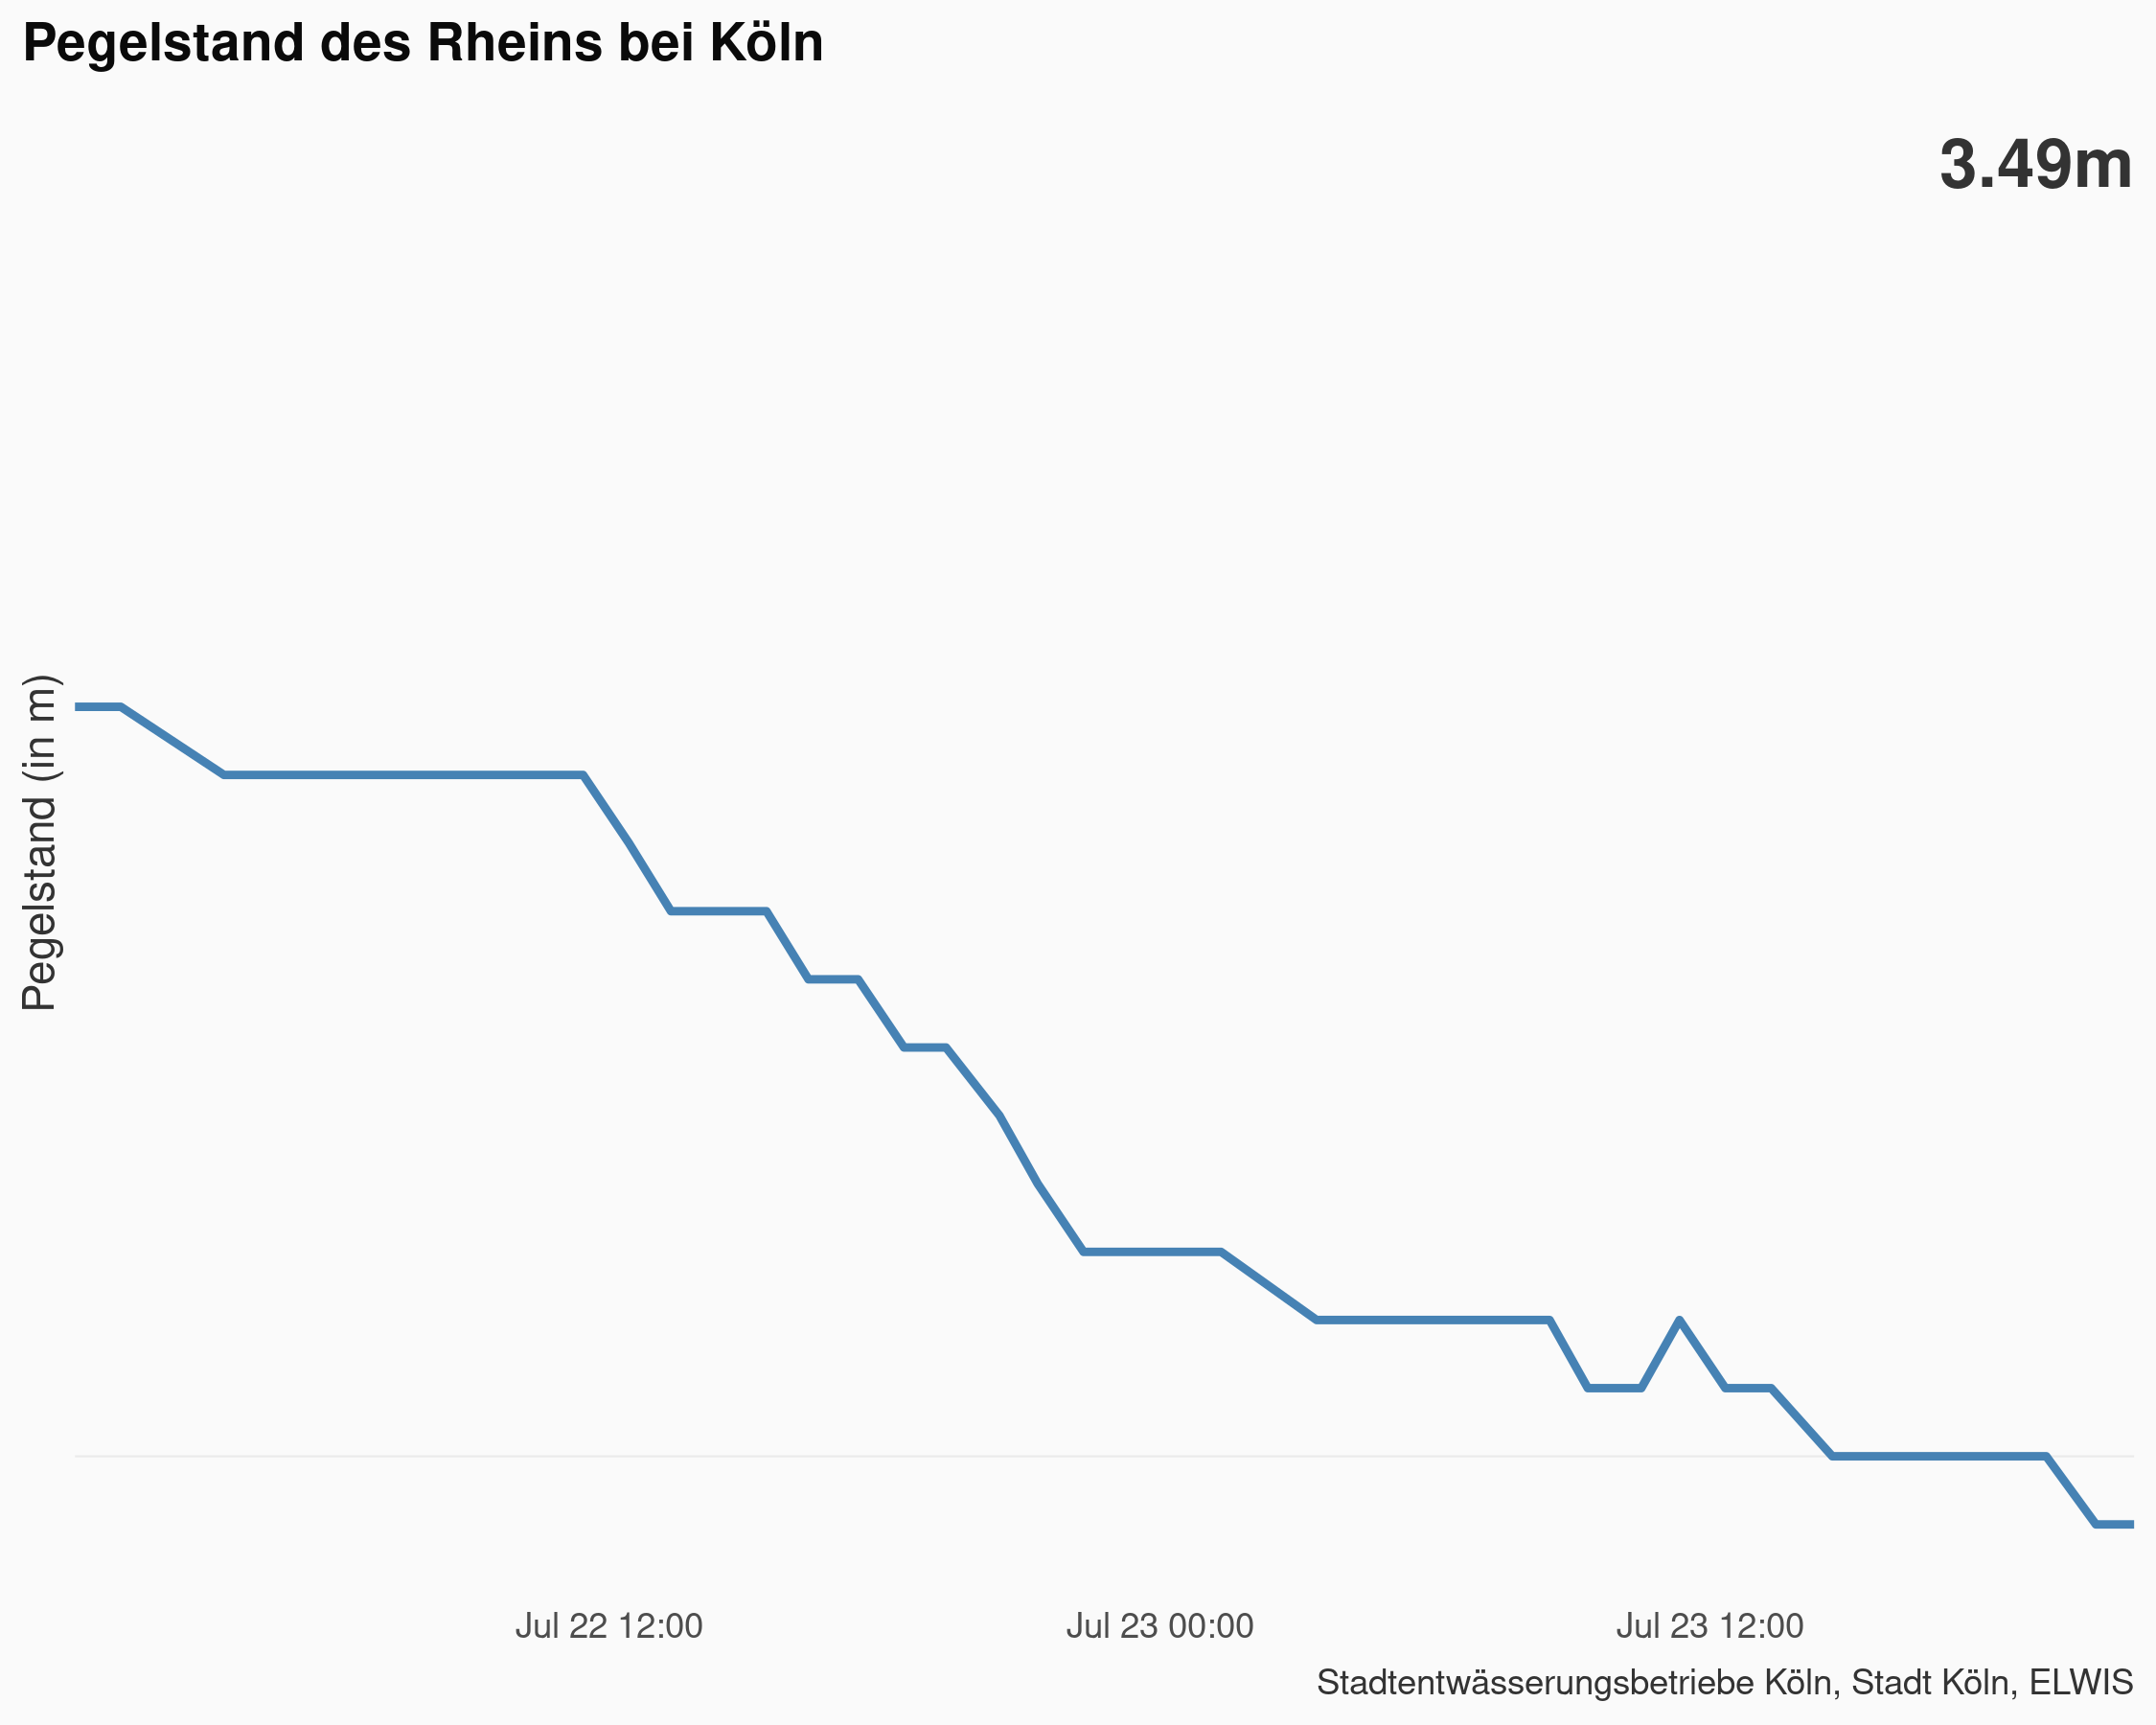 Pegelstand des Rheins bei Köln
3.49m
Pegelstand (in m)
Jul 22 12:00
Jul 23 00:00
Jul 23 12:00
Stadtentwässerungsbetriebe Köln, Stadt Köln, ELWIS